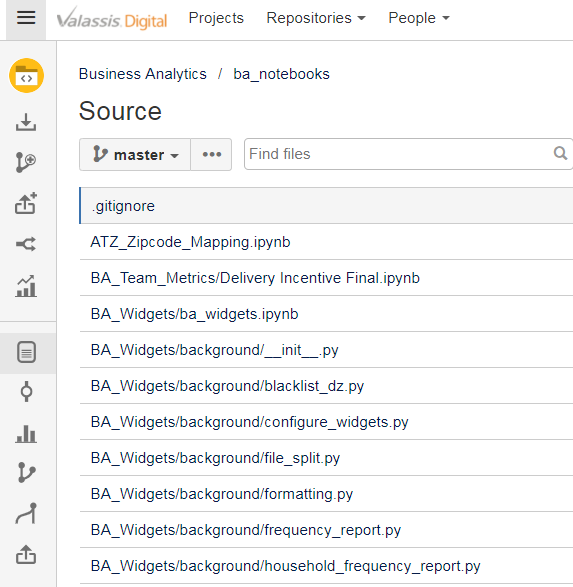 Valassis Digital Projects Repositories People
Business Analytics / ba_notebooks
Source
master ••• Find files
.gitignore
ATZ_Zipcode_Mapping.ipynb
BA_Team_Metrics/Delivery Incentive Final.ipynb
BA_Widgets/ba_widgets.ipynb
BA_Widgets/background/__init__.py
BA_Widgets/background/blacklist_dz.py
BA_Widgets/background/configure_widgets.py
BA_Widgets/background/file_split.py
BA_Widgets/background/formatting.py
BA_Widgets/background/frequency_report.py
BA_Widgets/background/household_frequency_report.py